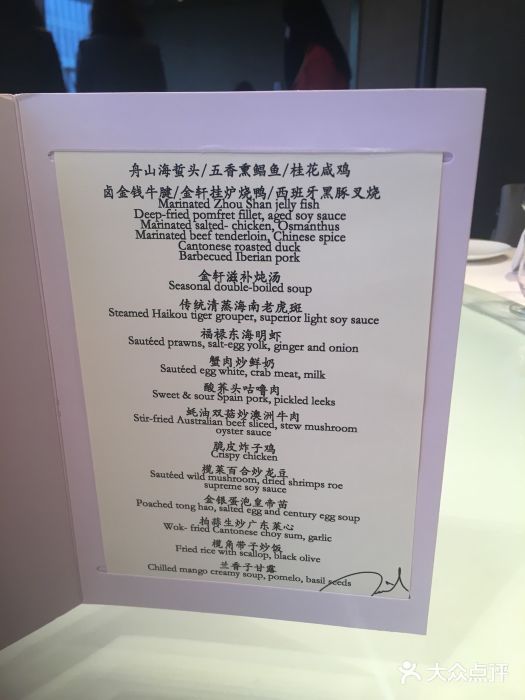 舟山海蜇头/五香熏鲳鱼/桂花咸鸡
卤金钱牛腱/金轩挂炉烧鸭/西班牙黑豚叉烧
Marinated Zhou Shan jelly fish
Deep-fried pomfret fillet, aged soy sauce
Marinated salted- chicken, Osmanthus
Marinated beef tenderloin, Chinese spice
Cantonese roasted duck
Barbecued Iberian pork
金轩滋补炖汤
Seasonal double-boiled soup
传统清蒸海南老虎斑
Steamed Haikou tiger grouper, superior light soy sauce
福禄东海明虾
Sautéed prawns, salt-egg yolk, ginger and onion
蟹肉炒鲜奶
Sautéed egg white, crab meat, milk
酸荞头咕噜肉
Sweet & sour Spain pork, pickled leeks
蚝油双菇炒澳洲牛肉
Stir-fried Australian beef sliced, stew mushroom
oyster sauce
脆皮炸子鸡
Crispy chicken
榄菜百合炒龙豆
Sautéed wild mushroom, dried shrimps roe
supreme soy sauce
金银蛋泡皇帝苗
Poached tong hao, salted egg and century egg soup
拍蒜生炒广东菜心
Wok- fried Cantonese choy sum, garlic
榄角带子炒饭
Fried rice with scallop, black olive
兰香子甘露
Chilled mango creamy soup, pomelo, basil seeds
大众点评